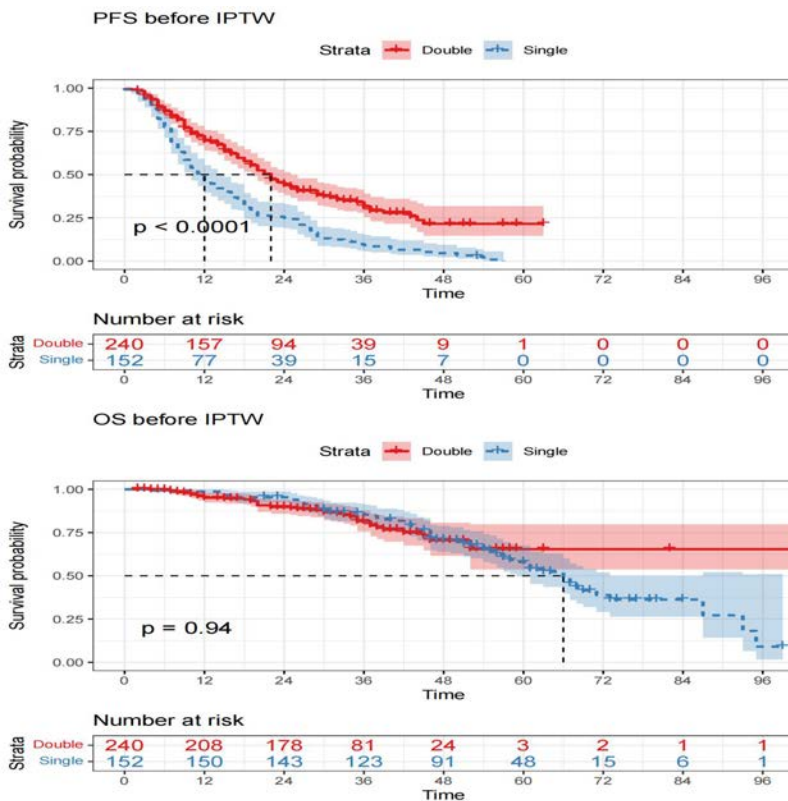 PFS before IPTW
Strata Double Single
1.00
0.75
0.50
0.25
0.00
Survival probability
p < 0.0001
0 12 24 36 48 60 72 84 96
Time
Number at risk
Strata
Double 240 157 94 39 9 1 0 0 0
Single 152 77 39 15 7 0 0 0 0
0 12 24 36 48 60 72 84 96
Time
OS before IPTW
Strata Double Single
1.00
0.75
0.50
0.25
0.00
Survival probability
p = 0.94
0 12 24 36 48 60 72 84 96
Time
Number at risk
Strata
Double 240 208 178 81 24 3 2 1 1
Single 152 150 143 123 91 48 15 6 1
0 12 24 36 48 60 72 84 96
Time